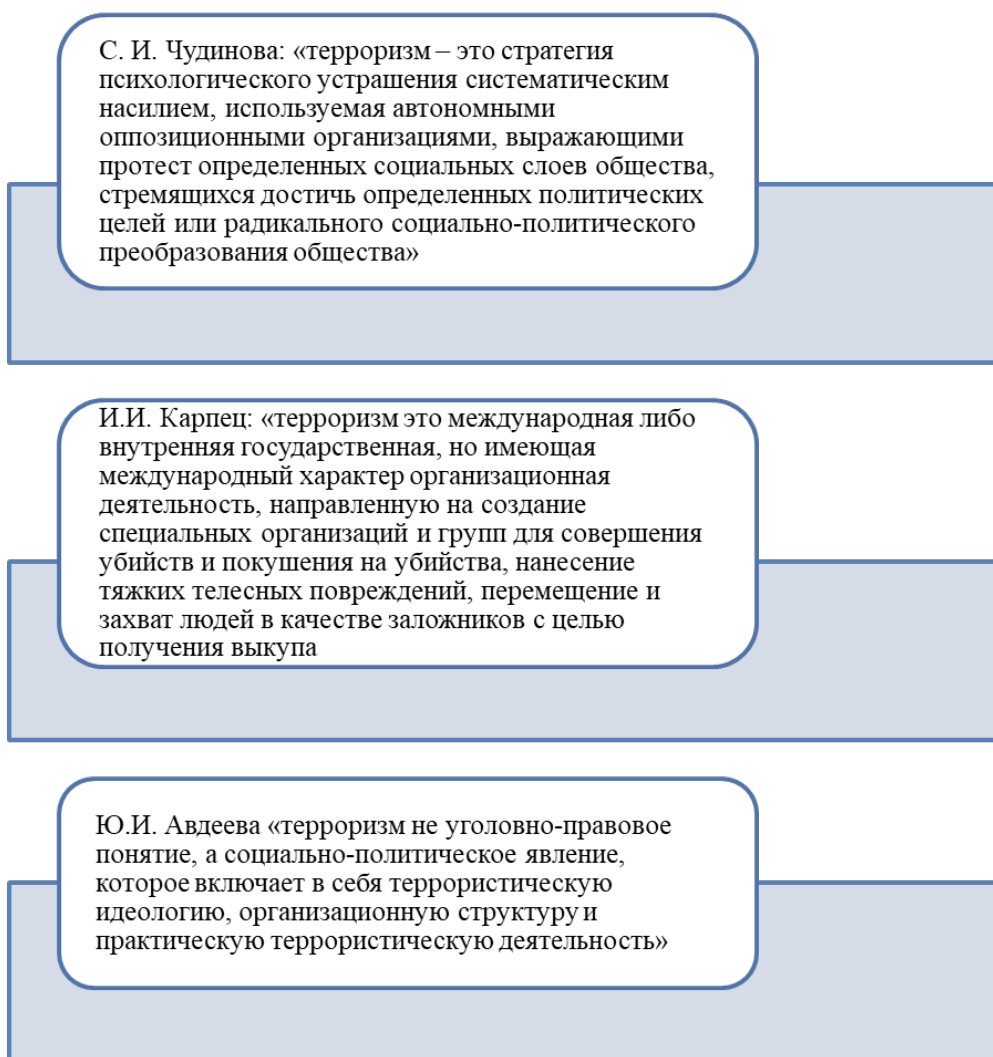 С. И. Чудинова: «терроризм – это стратегия
психологического устрашения систематическим
насилием, используемая автономными
оппозиционными организациями, выражающими
протест определенных социальных слоев общества,
стремящихся достичь определенных политических
целей или радикального социально-политического
преобразования общества»
И.И. Карпец: «терроризм это международная либо
внутренняя государственная, но имеющая
международный характер организационная
деятельность, направленную на создание
специальных организаций и групп для совершения
убийств и покушения на убийства, нанесение
тяжких телесных повреждений, перемещение и
захват людей в качестве заложников с целью
получения выкупа
Ю.И. Авдеева «терроризм не уголовно-правовое
понятие, а социально-политическое явление,
которое включает в себя террористическую
идеологию, организационную структуру и
практическую террористическую деятельность»